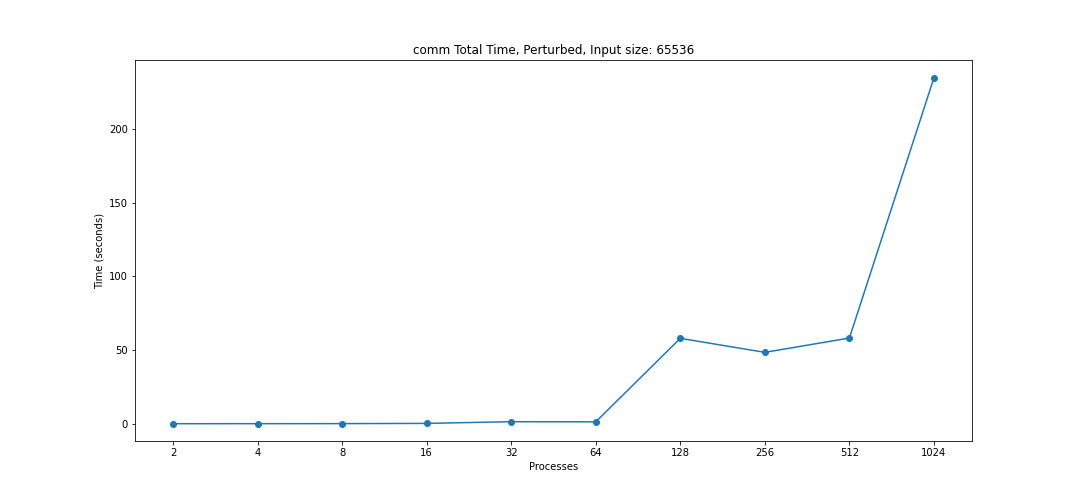 comm Total Time, Perturbed, Input size: 65536
Time (seconds)
200
150
100
50
0
2 4 8 16 32 64 128 256 512 1024
Processes